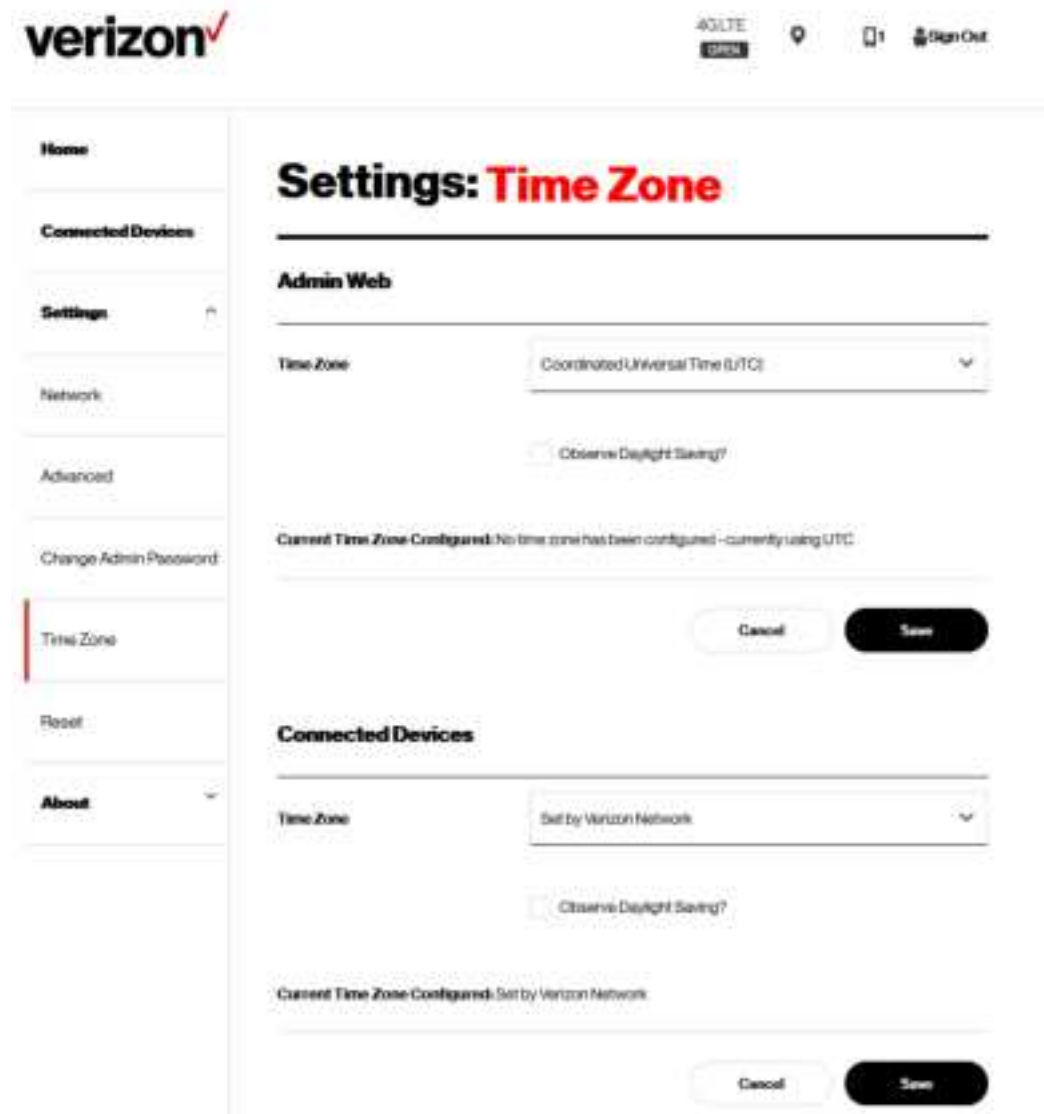 verizon✓
4G LTE
OPEN
1
Sign Out
Home
Connected Devices
Settings
Network
Advanced
Change Admin Password
Time Zone
Reset
About
Settings: Time Zone
Admin Web
Time Zone
Coordinated Universal Time (UTC)
Observe Daylight Saving?
Current Time Zone Configured: No time zone has been configured - currently using UTC
Cancel
Save
Connected Devices
Time Zone
Set by Verizon Network
Observe Daylight Saving?
Current Time Zone Configured: Set by Verizon Network
Cancel
Save